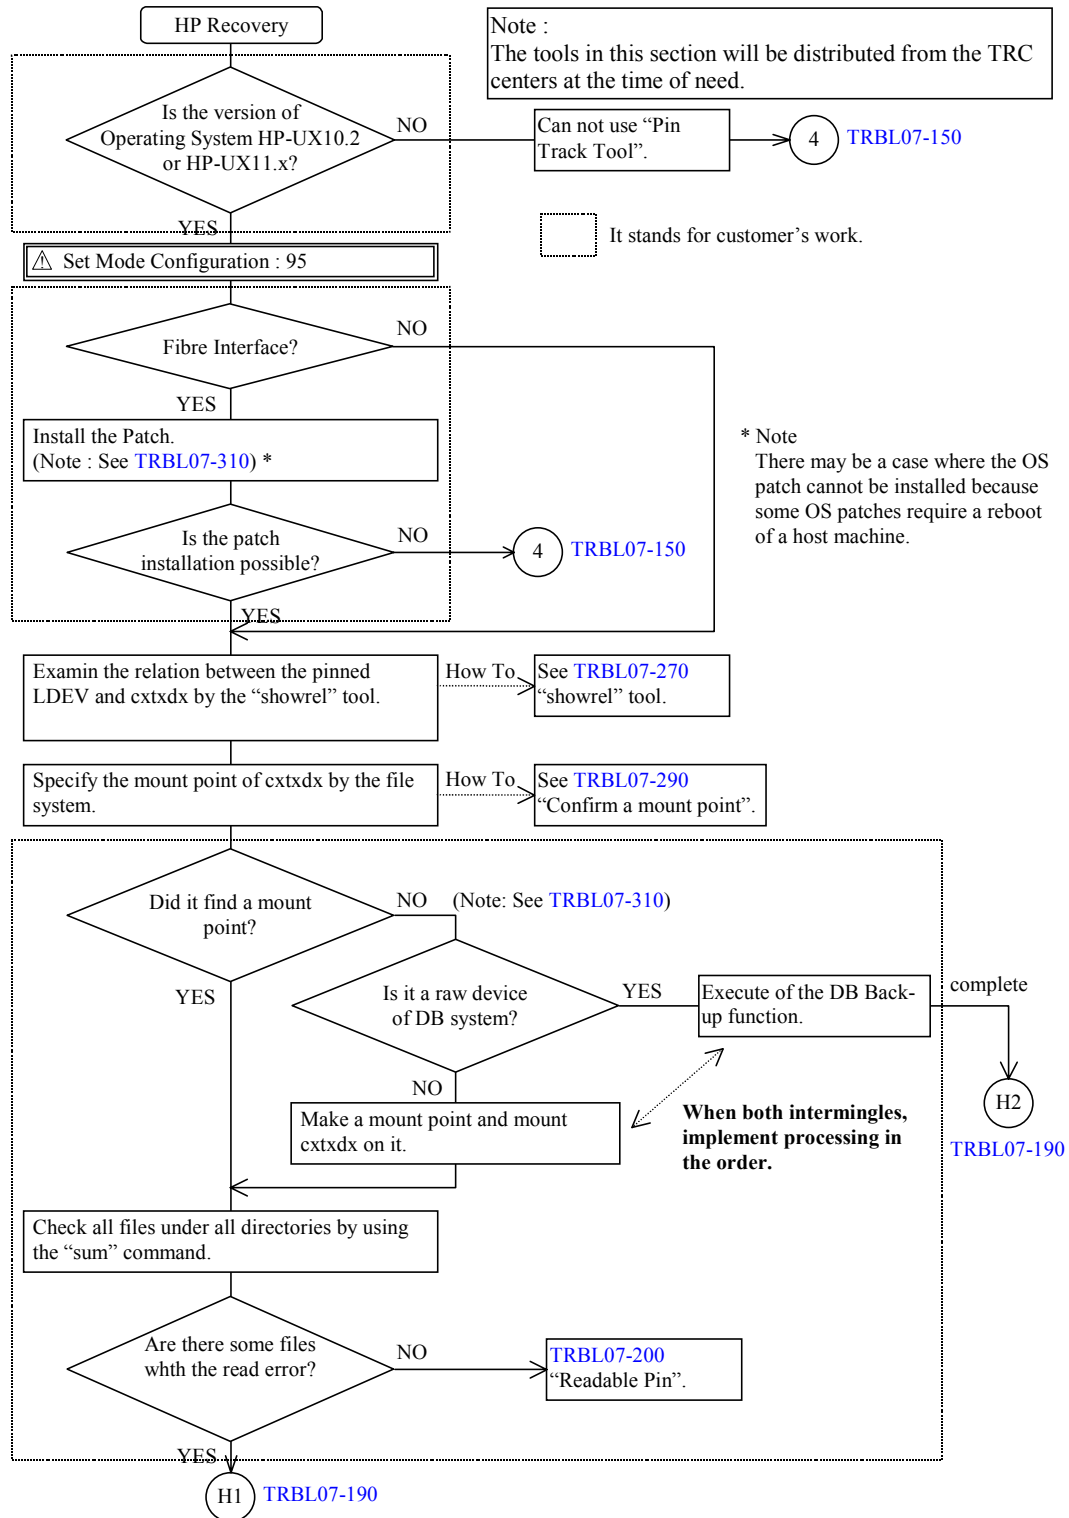 HP Recovery
Note :
The tools in this section will be distributed from the TRC
centers at the time of need.
Is the version of
Operating System HP-UX10.2
or HP-UX11.x?
NO
Can not use “Pin
Track Tool”.
4
TRBL07-150
YES
It stands for customer’s work.
⚠ Set Mode Configuration : 95
Fibre Interface?
NO
YES
Install the Patch.
(Note : See TRBL07-310) *
* Note
There may be a case where the OS
patch cannot be installed because
some OS patches require a reboot
of a host machine.
Is the patch
installation possible?
NO
4
TRBL07-150
YES
Examin the relation between the pinned
LDEV and cxtxdx by the “showrel” tool.
How To
See TRBL07-270
“showrel” tool.
Specify the mount point of cxtxdx by the file
system.
How To
See TRBL07-290
“Confirm a mount point”.
Did it find a mount
point?
NO
(Note: See TRBL07-310)
YES
Is it a raw device
of DB system?
YES
Execute of the DB Back-
up function.
complete
H2
TRBL07-190
NO
Make a mount point and mount
cxtxdx on it.
When both intermingles,
implement processing in
the order.
Check all files under all directories by using
the “sum” command.
Are there some files
whth the read error?
NO
TRBL07-200
“Readable Pin”.
YES
H1
TRBL07-190